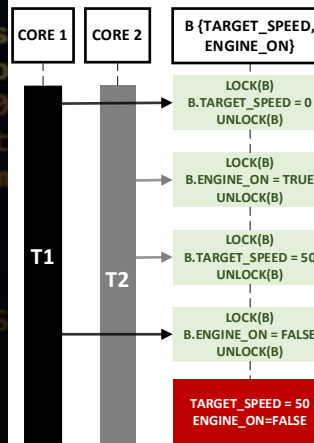 CORE 1
CORE 2
B {TARGET_SPEED,
ENGINE_ON}
LOCK(B)
B.TARGET_SPEED = 0
UNLOCK(B)
LOCK(B)
B.ENGINE_ON = TRUE
UNLOCK(B)
LOCK(B)
B.TARGET_SPEED = 50
UNLOCK(B)
LOCK(B)
B.ENGINE_ON = FALSE
UNLOCK(B)
T1
T2
TARGET_SPEED = 50
ENGINE_ON=FALSE